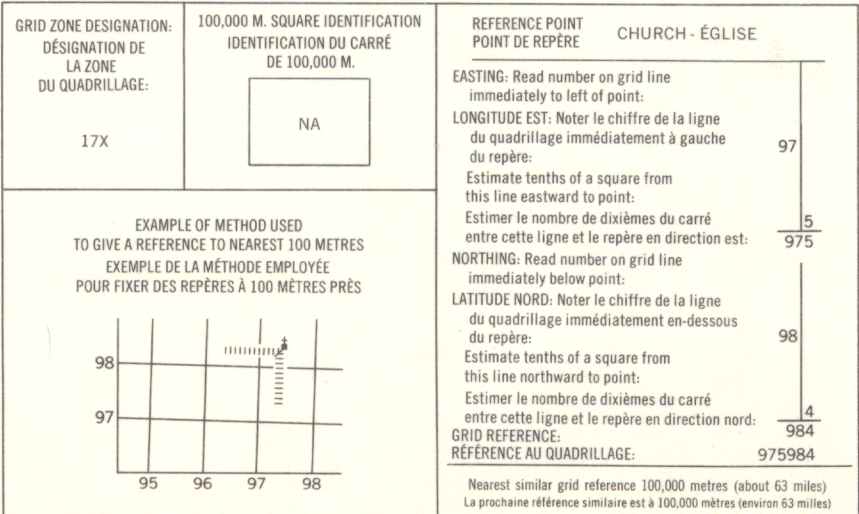 GRID ZONE DESIGNATION:
DÉSIGNATION DE
LA ZONE
DU QUADRILLAGE:
17X
100,000 M. SQUARE IDENTIFICATION
IDENTIFICATION DU CARRÉ
DE 100,000 M.
NA
EXAMPLE OF METHOD USED
TO GIVE A REFERENCE TO NEAREST 100 METRES
EXEMPLE DE LA MÉTHODE EMPLOYÉE
POUR FIXER DES REPÈRES À 100 MÈTRES PRÈS
98
97
95 96 97 98
REFERENCE POINT
POINT DE REPÈRE CHURCH - ÉGLISE
EASTING: Read number on grid line
immediately to left of point:
LONGITUDE EST: Noter le chiffre de la ligne
du quadrillage immédiatement à gauche 97
du repère:
Estimate tenths of a square from
this line eastward to point:
Estimer le nombre de dixièmes du carré 5
entre cette ligne et le repère en direction est: 975
NORTHING: Read number on grid line
immediately below point:
LATITUDE NORD: Noter le chiffre de la ligne
du quadrillage immédiatement en-dessous
du repère: 98
Estimate tenths of a square from
this line northward to point:
Estimer le nombre de dixièmes du carré
entre cette ligne et le repère en direction nord: 4
GRID REFERENCE: 984
RÉFÉRENCE AU QUADRILLAGE: 975984
Nearest similar grid reference 100,000 metres (about 63 miles)
La prochaine référence similaire est à 100,000 mètres (environ 63 milles)